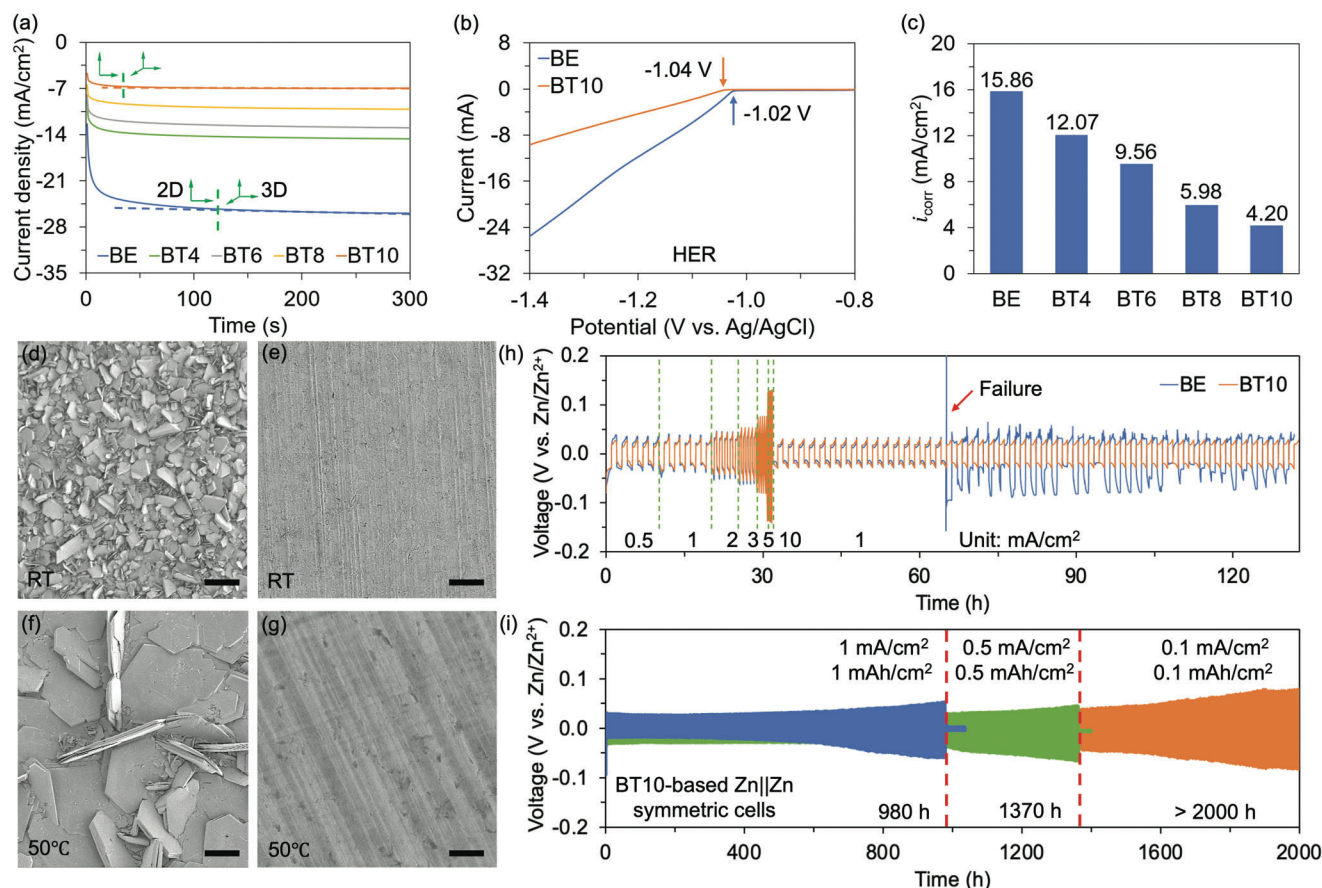 (a)
0
-7
-14
-21
-28
-35
Current density (mA/cm²)
2D
3D
BE BT4 BT6 BT8 BT10
0 100 200 300
Time (s)
(b)
8
0
-8
-16
-24
-32
Current (mA)
BE
BT10
-1.04 V
-1.02 V
HER
-1.4 -1.2 -1.0 -0.8
Potential (V vs. Ag/AgCl)
(c)
20
16
12
8
4
0
i_corr (mA/cm²)
15.86
12.07
9.56
5.98
4.20
BE BT4 BT6 BT8 BT10
(d)
RT
(e)
RT
(f)
50℃
(g)
50℃
(h)
0.2
0.1
0.0
-0.1
-0.2
Voltage (V vs. Zn/Zn²⁺)
Failure
BE BT10
0.5 1 2 3 5 10 1 Unit: mA/cm²
0 30 60 90 120
Time (h)
(i)
0.2
0.1
0.0
-0.1
-0.2
Voltage (V vs. Zn/Zn²⁺)
1 mA/cm²
1 mAh/cm²
0.5 mA/cm²
0.5 mAh/cm²
0.1 mA/cm²
0.1 mAh/cm²
BT10-based Zn||Zn
symmetric cells
980 h
1370 h
> 2000 h
0 400 800 1200 1600 2000
Time (h)